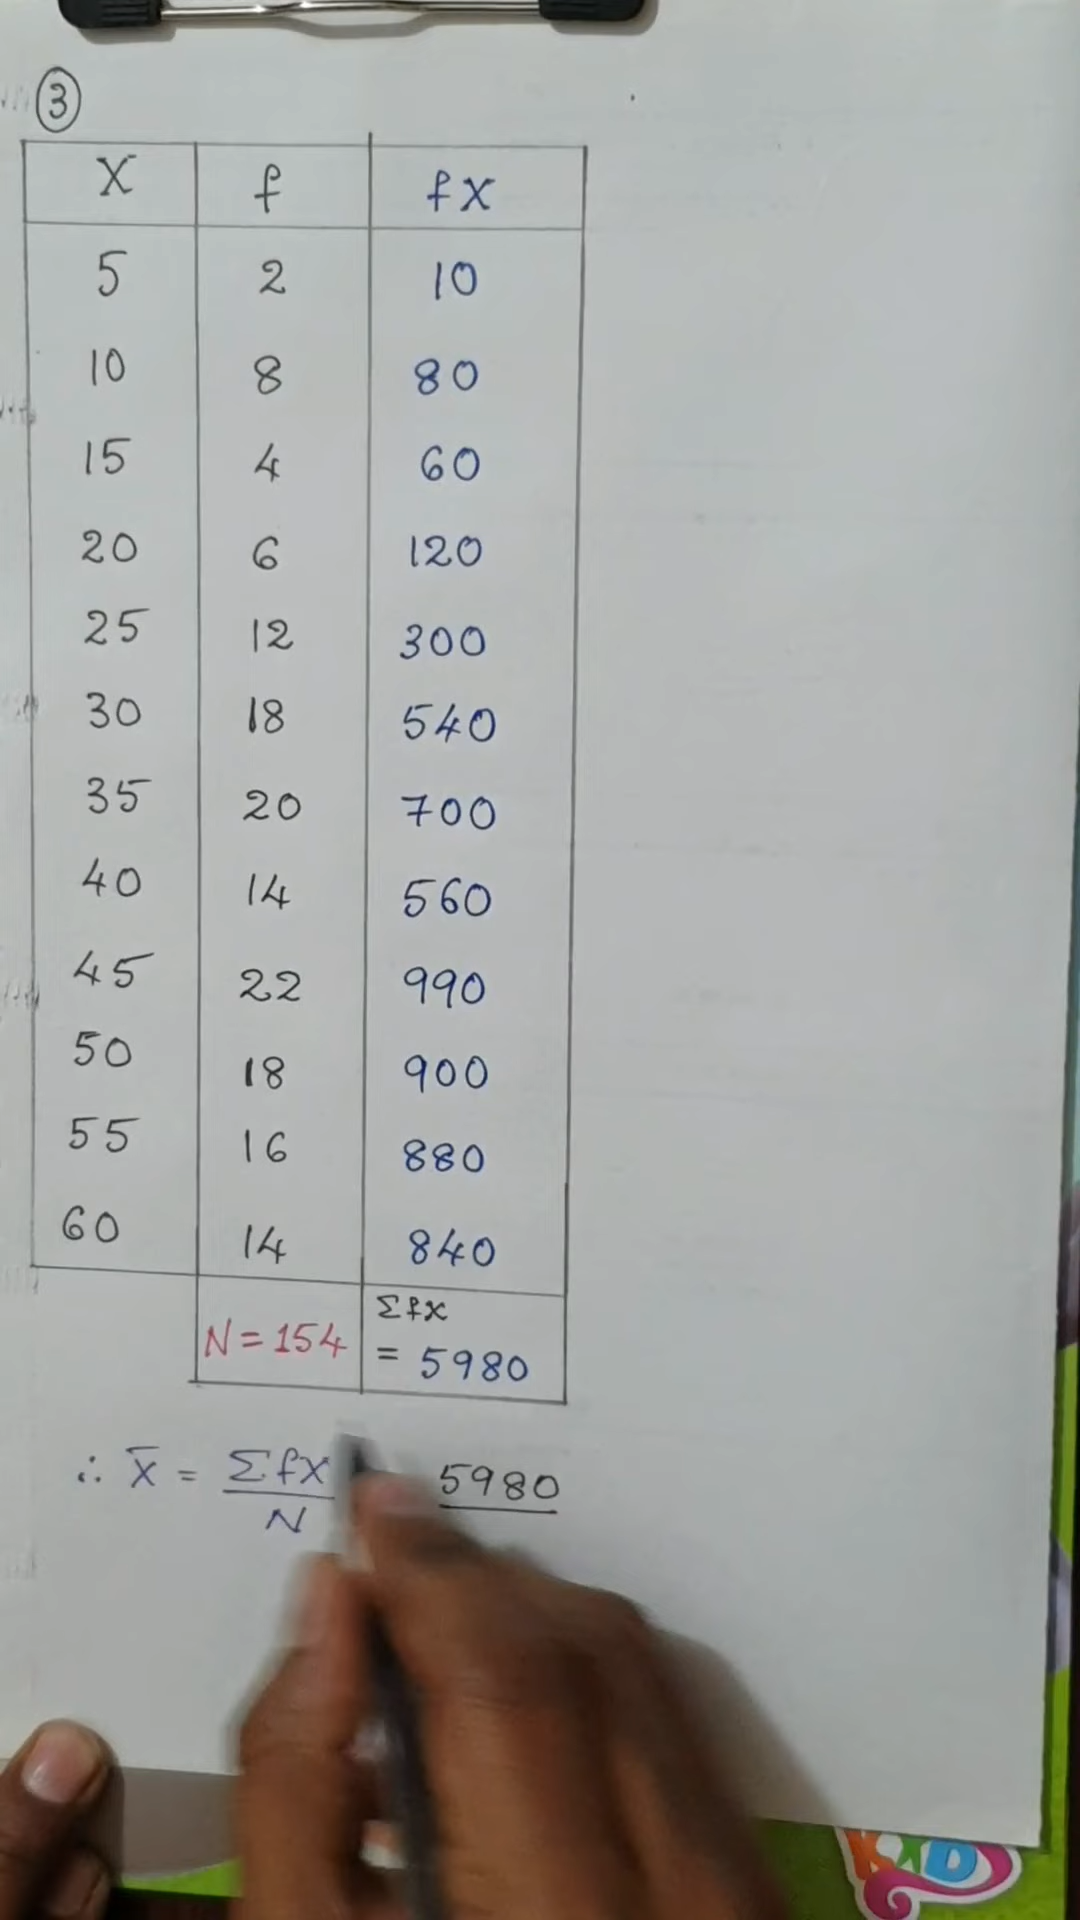 3
X f fX
5 2 10
10 8 80
15 4 60
20 6 120
25 12 300
30 18 540
35 20 700
40 14 560
45 22 990
50 18 900
55 16 880
60 14 840
N = 154 Σfx
= 5980
∴ X̄ = ΣfX 5980
N
KiD